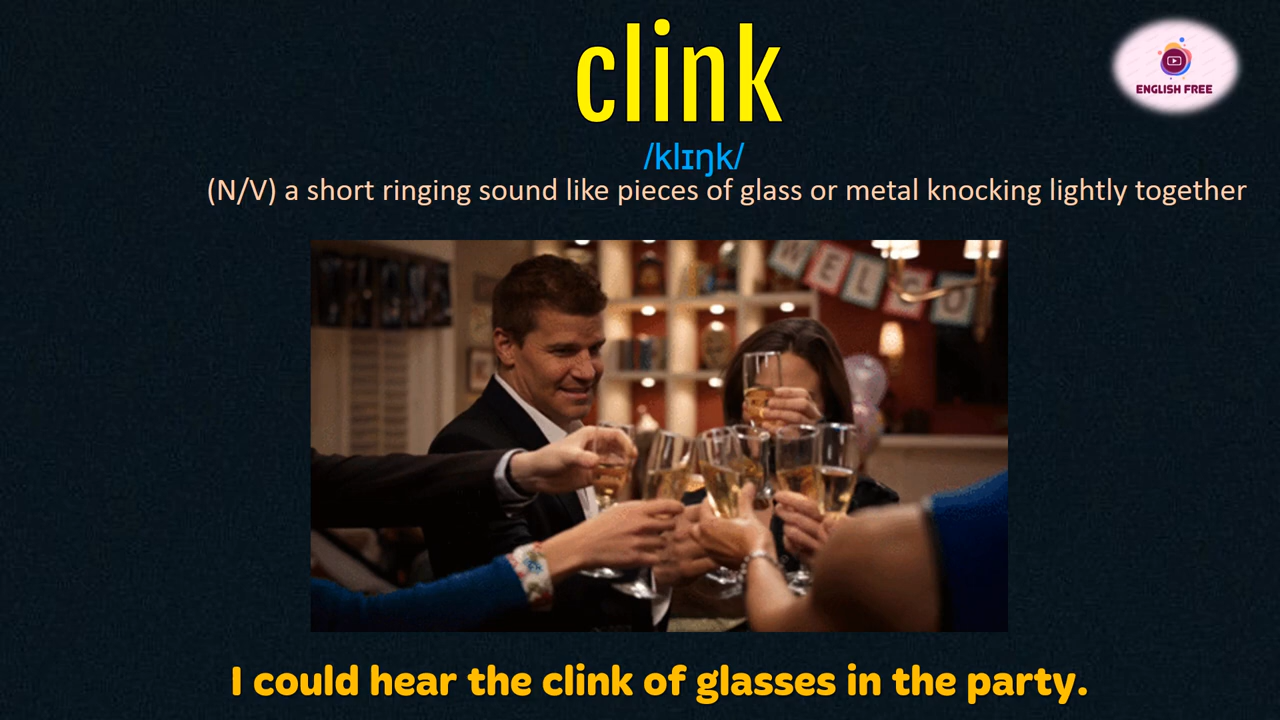 clink
ENGLISH FREE
/klɪŋk/
(N/V) a short ringing sound like pieces of glass or metal knocking lightly together
WELCO
I could hear the clink of glasses in the party.